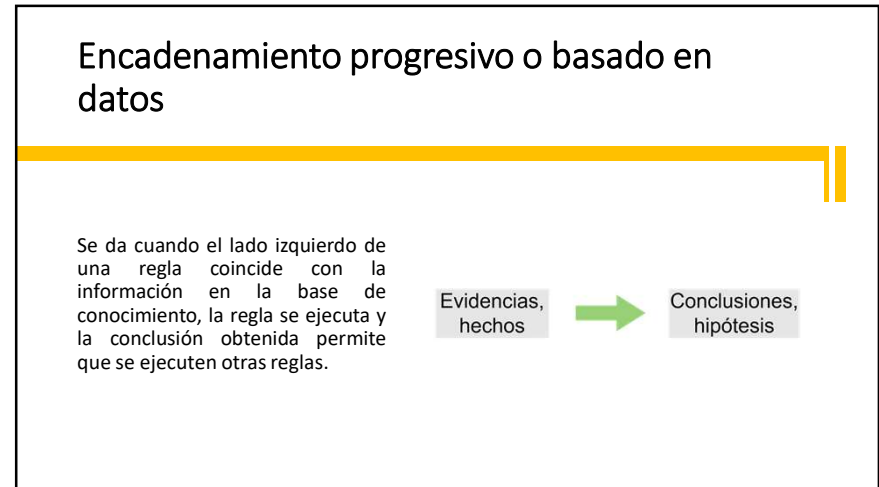 Encadenamiento progresivo o basado en
datos
Se da cuando el lado izquierdo de
una regla coincide con la
información en la base de
conocimiento, la regla se ejecuta y
la conclusión obtenida permite
que se ejecuten otras reglas.
Evidencias,
hechos
Conclusiones,
hipótesis